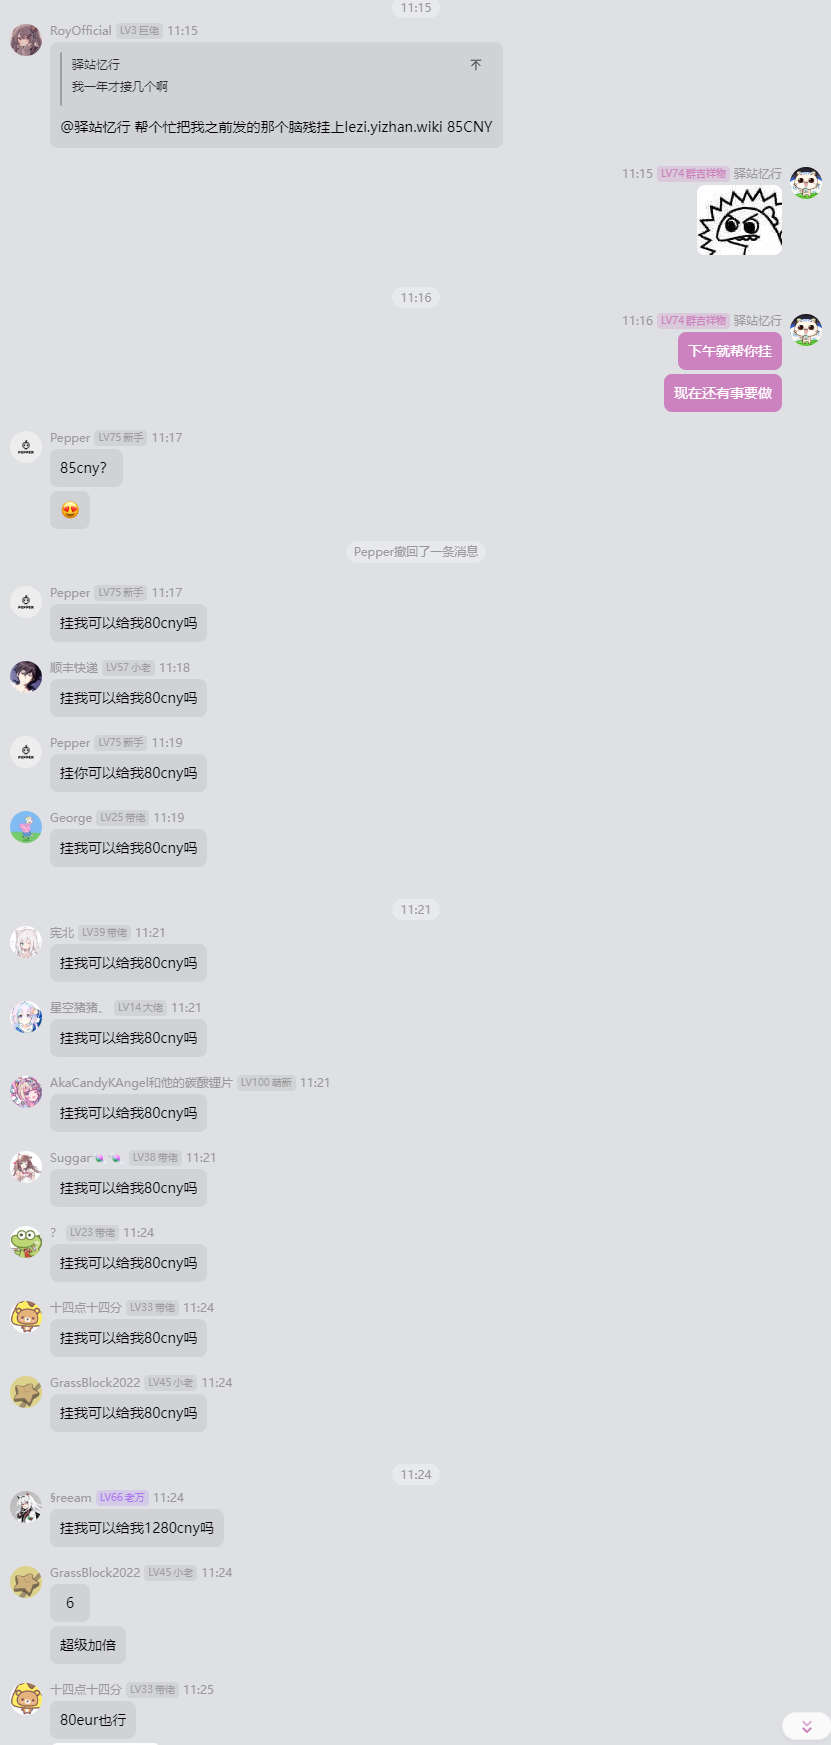 11:15
RoyOfficial LV3 巨佬 11:15
驿站忆行
我一年才接几个啊
@驿站忆行 帮个忙把我之前发的那个脑残挂上lezi.yizhan.wiki 85CNY
11:15 LV74 群吉祥物 驿站忆行
11:16
11:16 LV74 群吉祥物 驿站忆行
下午就帮你挂
现在还有事要做
Pepper LV75 新手 11:17
85cny?
Pepper撤回了一条消息
Pepper LV75 新手 11:17
挂我可以给我80cny吗
顺丰快递 LV57 小老 11:18
挂我可以给我80cny吗
Pepper LV75 新手 11:19
挂你可以给我80cny吗
George LV25 带佬 11:19
挂我可以给我80cny吗
11:21
宪北 LV39 带佬 11:21
挂我可以给我80cny吗
星空猪猪、 LV14 大佬 11:21
挂我可以给我80cny吗
AkaCandyKAngel和他的碳酸锂片 LV100 萌新 11:21
挂我可以给我80cny吗
Suggar LV38 带佬 11:21
挂我可以给我80cny吗
? LV23 带佬 11:24
挂我可以给我80cny吗
十四点十四分 LV33 带佬 11:24
挂我可以给我80cny吗
GrassBlock2022 LV45 小老 11:24
挂我可以给我80cny吗
11:24
§reeam LV66 老万 11:24
挂我可以给我1280cny吗
GrassBlock2022 LV45 小老 11:24
6
超级加倍
十四点十四分 LV33 带佬 11:25
80eur也行